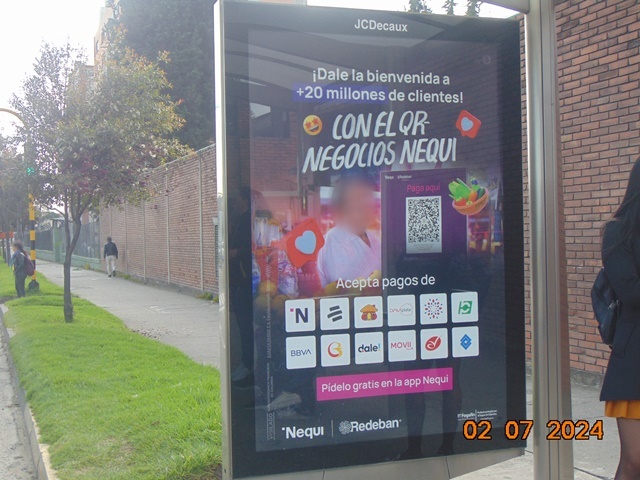 JCDecaux
¡Dale la bienvenida a
+20 millones de clientes!
CON EL QR
NEGOCIOS NEQUI
Paga aquí
Acepta pagos de
N
DAVIVIENDA
BBVA
dale!
MOVii
Pídelo gratis en la app Nequi
Nequi
Redeban
02 07 2024